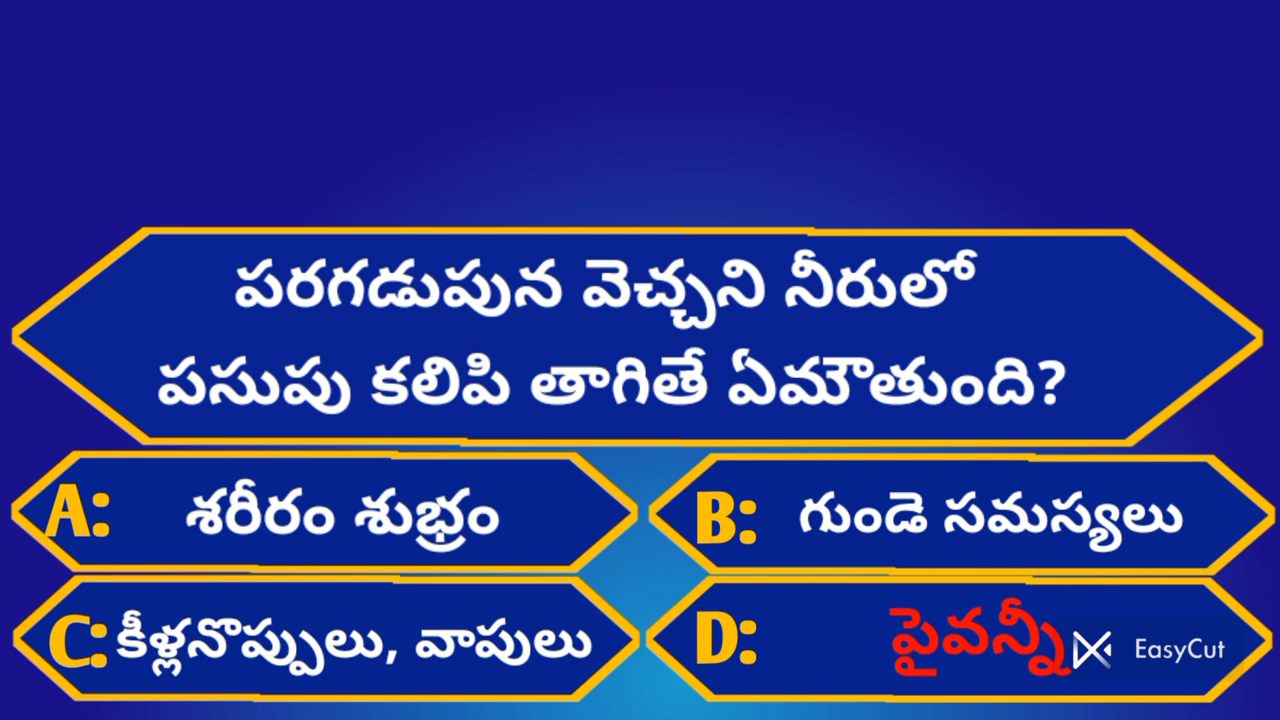 పరగడుపున వెచ్చని నీరులో
పసుపు కలిపి తాగితే ఏమౌతుంది?
A: శరీరం శుభ్రం
B: గుండె సమస్యలు
C: కీళ్లనొప్పులు, వాపులు
D: పైవన్నీ
EasyCut